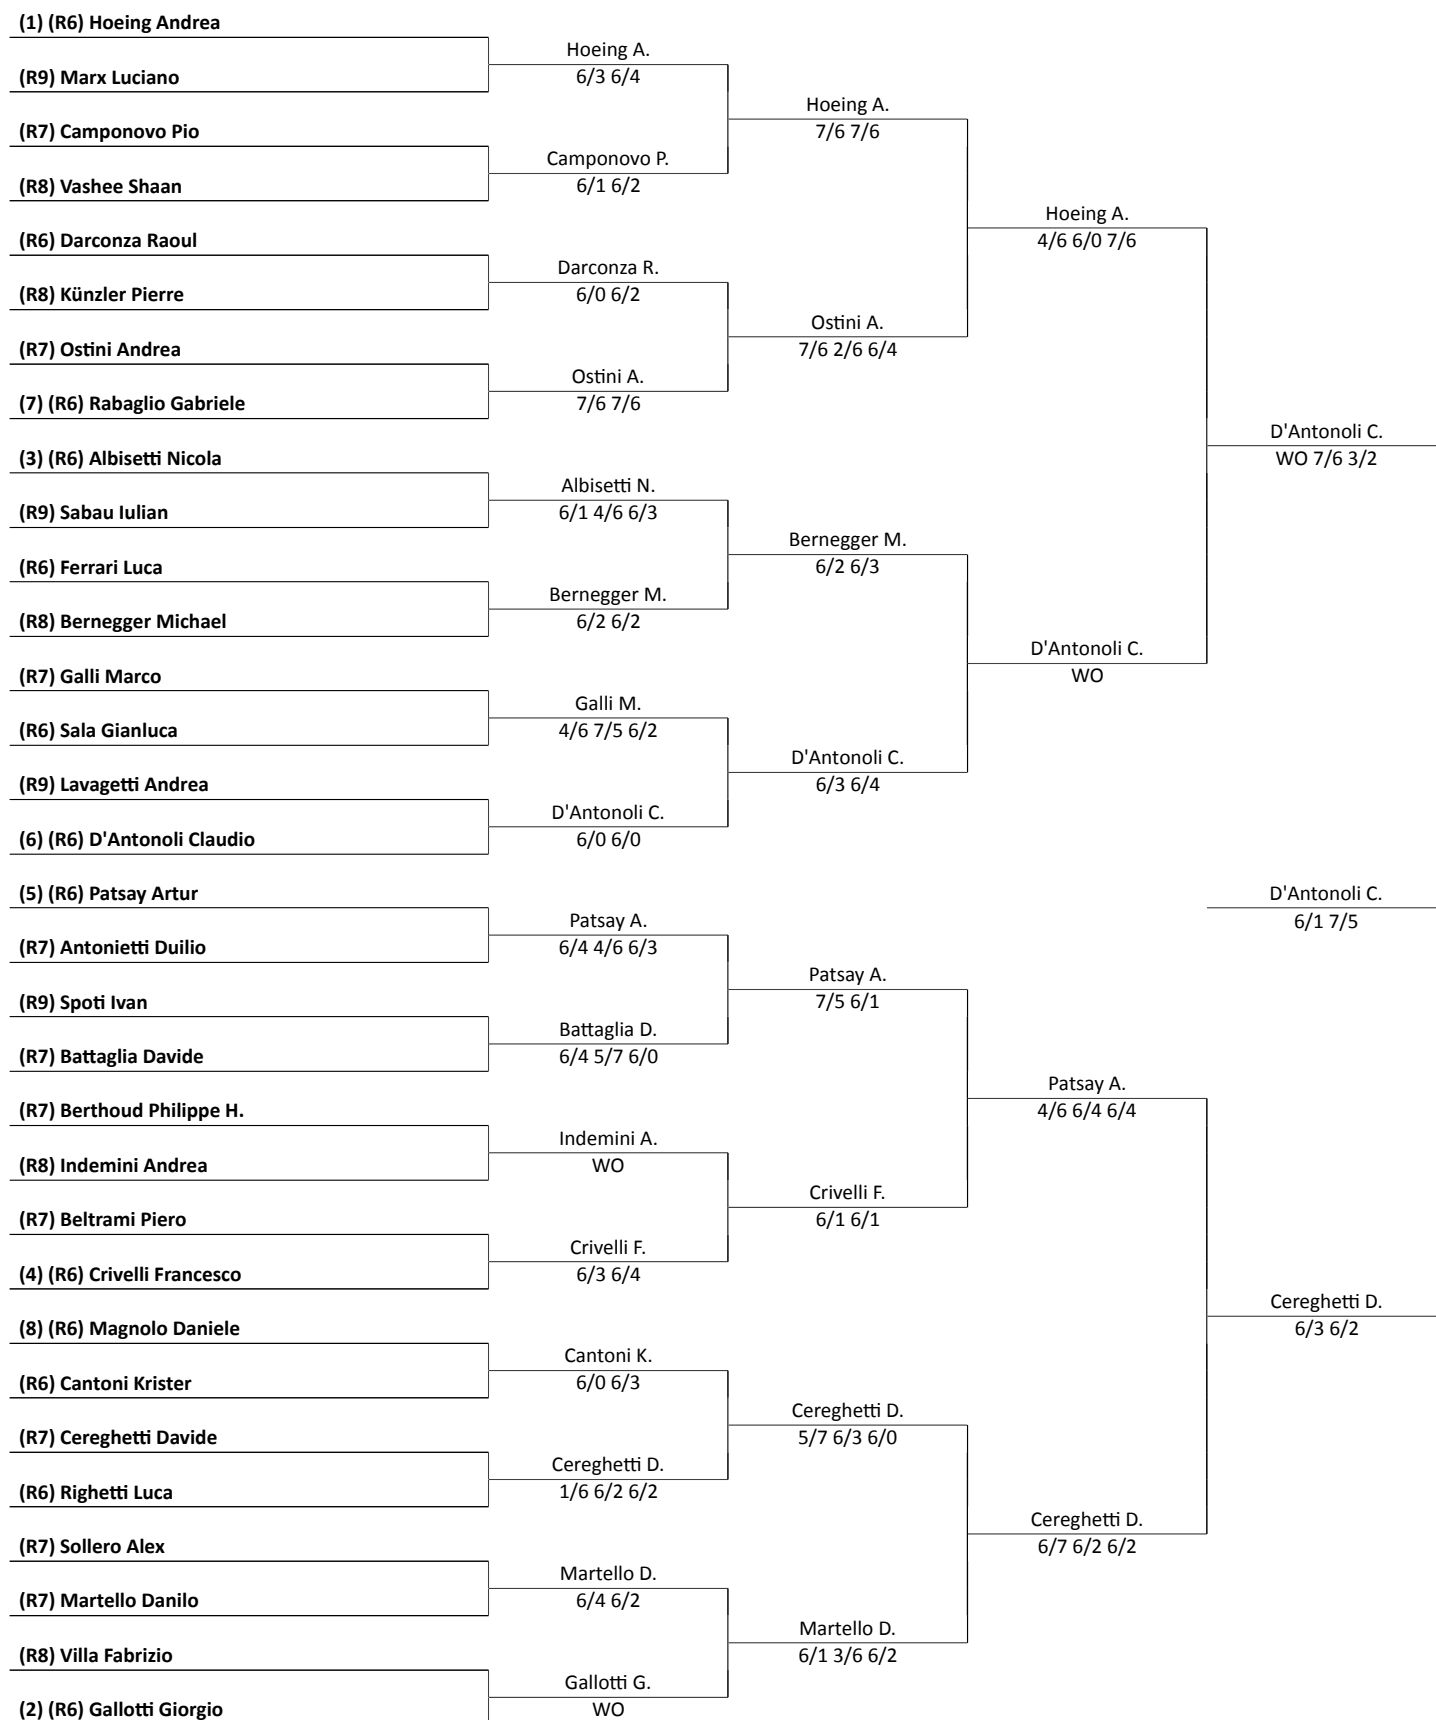 (1) (R6) Hoeing Andrea
Hoeing A.
6/3 6/4
(R9) Marx Luciano
Hoeing A.
7/6 7/6
(R7) Camponovo Pio
Camponovo P.
6/1 6/2
(R8) Vashee Shaan
Hoeing A.
4/6 6/0 7/6
(R6) Darconza Raoul
Darconza R.
6/0 6/2
(R8) Künzler Pierre
Ostini A.
7/6 2/6 6/4
(R7) Ostini Andrea
Ostini A.
7/6 7/6
(7) (R6) Rabaglio Gabriele
D'Antonoli C.
WO 7/6 3/2
(3) (R6) Albisetti Nicola
Albisetti N.
6/1 4/6 6/3
(R9) Sabau Iulian
Bernegger M.
6/2 6/3
(R6) Ferrari Luca
Bernegger M.
6/2 6/2
(R8) Bernegger Michael
D'Antonoli C.
WO
(R7) Galli Marco
Galli M.
4/6 7/5 6/2
(R6) Sala Gianluca
D'Antonoli C.
6/3 6/4
(R9) Lavagetti Andrea
D'Antonoli C.
6/0 6/0
(6) (R6) D'Antonoli Claudio
D'Antonoli C.
6/1 7/5
(5) (R6) Patsay Artur
Patsay A.
6/4 4/6 6/3
(R7) Antonietti Duilio
Patsay A.
7/5 6/1
(R9) Spoti Ivan
Battaglia D.
6/4 5/7 6/0
(R7) Battaglia Davide
Patsay A.
4/6 6/4 6/4
(R7) Berthoud Philippe H.
Indemini A.
WO
(R8) Indemini Andrea
Crivelli F.
6/1 6/1
(R7) Beltrami Piero
Crivelli F.
6/3 6/4
(4) (R6) Crivelli Francesco
Cereghetti D.
6/3 6/2
(8) (R6) Magnolo Daniele
Cantoni K.
6/0 6/3
(R6) Cantoni Krister
Cereghetti D.
5/7 6/3 6/0
(R7) Cereghetti Davide
Cereghetti D.
1/6 6/2 6/2
(R6) Righetti Luca
Cereghetti D.
6/7 6/2 6/2
(R7) Sollero Alex
Martello D.
6/4 6/2
(R7) Martello Danilo
Martello D.
6/1 3/6 6/2
(R8) Villa Fabrizio
Gallotti G.
WO
(2) (R6) Gallotti Giorgio